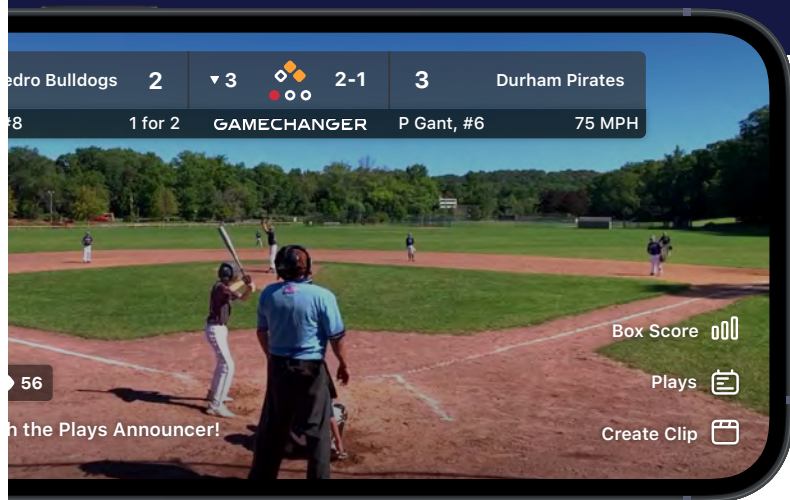 edro Bulldogs 2 ▼ 3 2-1 3 Durham Pirates
#8 1 for 2 GAMECHANGER P Gant, #6 75 MPH
Box Score
56
Plays
h the Plays Announcer!
Create Clip